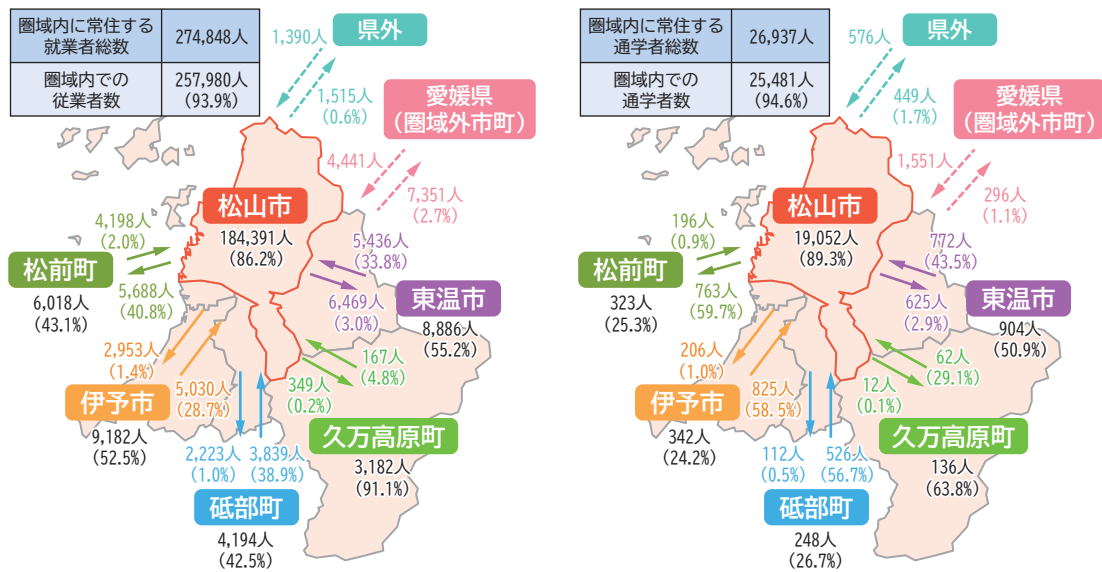 圏域内に常住する
就業者総数
274,848人
圏域内での
従業者数
257,980人
(93.9%)
1,390人
県外
1,515人
(0.6%)
愛媛県
(圏域外市町)
4,441人
7,351人
(2.7%)
松山市
184,391人
(86.2%)
4,198人
(2.0%)
松前町
5,688人
(40.8%)
6,018人
(43.1%)
5,436人
(33.8%)
東温市
6,469人
(3.0%)
8,886人
(55.2%)
2,953人
(1.4%)
伊予市
5,030人
(28.7%)
9,182人
(52.5%)
167人
(4.8%)
349人
(0.2%)
久万高原町
3,182人
(91.1%)
2,223人
(1.0%)
3,839人
(38.9%)
砥部町
4,194人
(42.5%)
圏域内に常住する
通学者総数
26,937人
圏域内での
通学者数
25,481人
(94.6%)
576人
県外
449人
(1.7%)
愛媛県
(圏域外市町)
1,551人
296人
(1.1%)
松山市
19,052人
(89.3%)
196人
(0.9%)
松前町
763人
(59.7%)
323人
(25.3%)
772人
(43.5%)
東温市
625人
(2.9%)
904人
(50.9%)
206人
(1.0%)
伊予市
825人
(58.5%)
342人
(24.2%)
62人
(29.1%)
12人
(0.1%)
久万高原町
136人
(63.8%)
112人
(0.5%)
526人
(56.7%)
砥部町
248人
(26.7%)